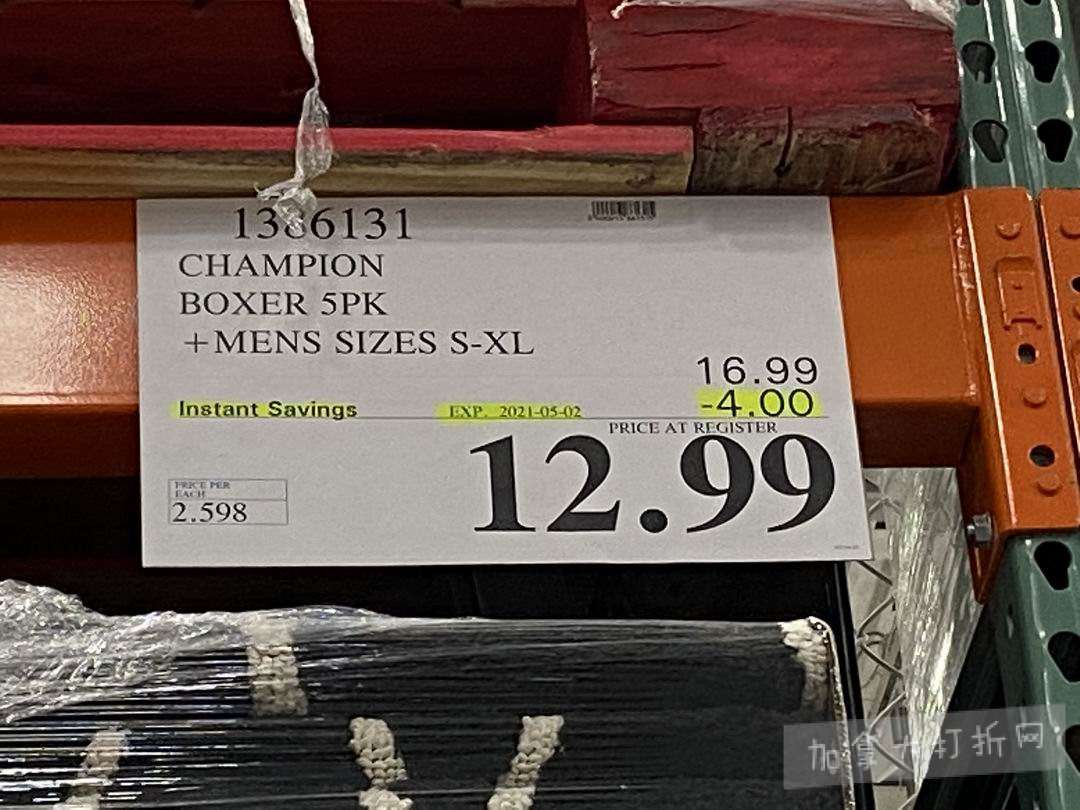 1386131
CHAMPION
BOXER 5PK
+MENS SIZES S-XL
16.99
Instant Savings EXP. 2021-05-02 -4.00
PRICE AT REGISTER
12.99
PRICE PER
EACH
2.598
加拿大打折网